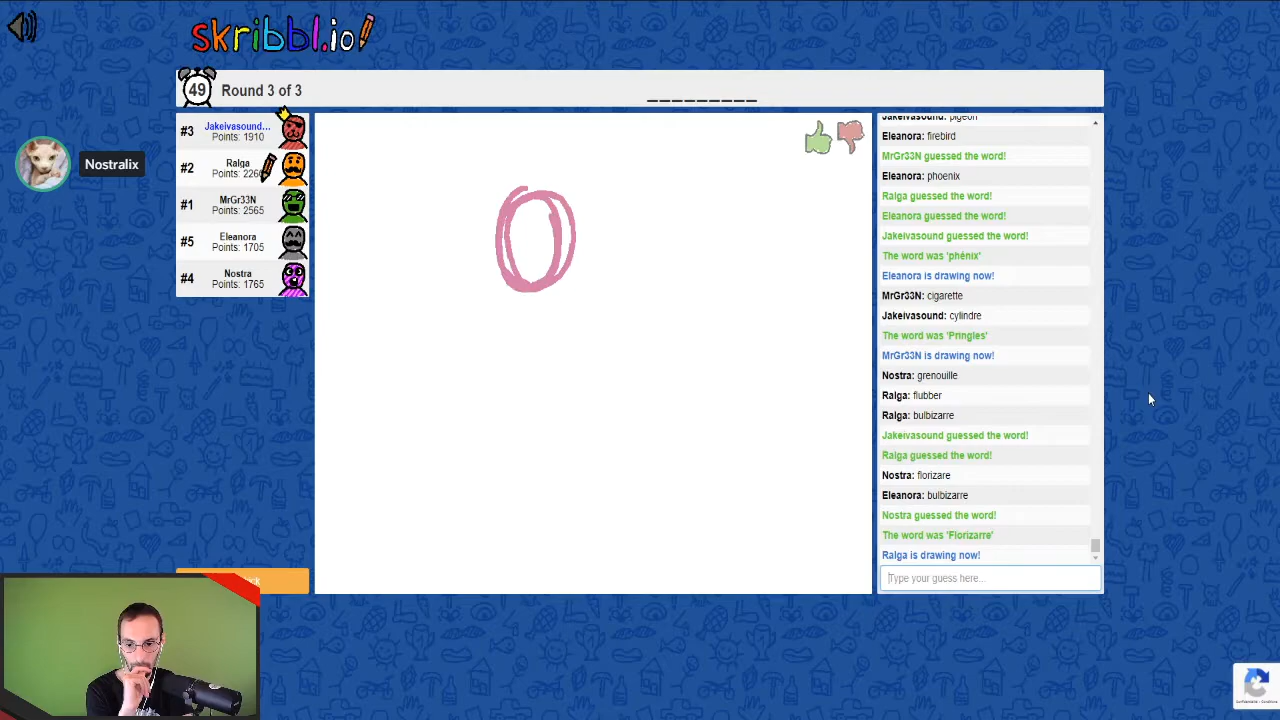 skribbl.io
49
Round 3 of 3
_________
#3 Jakeivasound...
Points: 1910
#2 Ralga
Points: 2260
#1 MrGr33N
Points: 2565
#5 Eleanora
Points: 1705
#4 Nostra
Points: 1765
Nostralix
Jakeivasound: pigeon
Eleanora: firebird
MrGr33N guessed the word!
Eleanora: phoenix
Ralga guessed the word!
Eleanora guessed the word!
Jakeivasound guessed the word!
The word was 'phénix'
Eleanora is drawing now!
MrGr33N: cigarette
Jakeivasound: cylindre
The word was 'Pringles'
MrGr33N is drawing now!
Nostra: grenouille
Ralga: flubber
Ralga: bulbizarre
Jakeivasound guessed the word!
Ralga guessed the word!
Nostra: florizare
Eleanora: bulbizarre
Nostra guessed the word!
The word was 'Florizarre'
Ralga is drawing now!
Type your guess here...